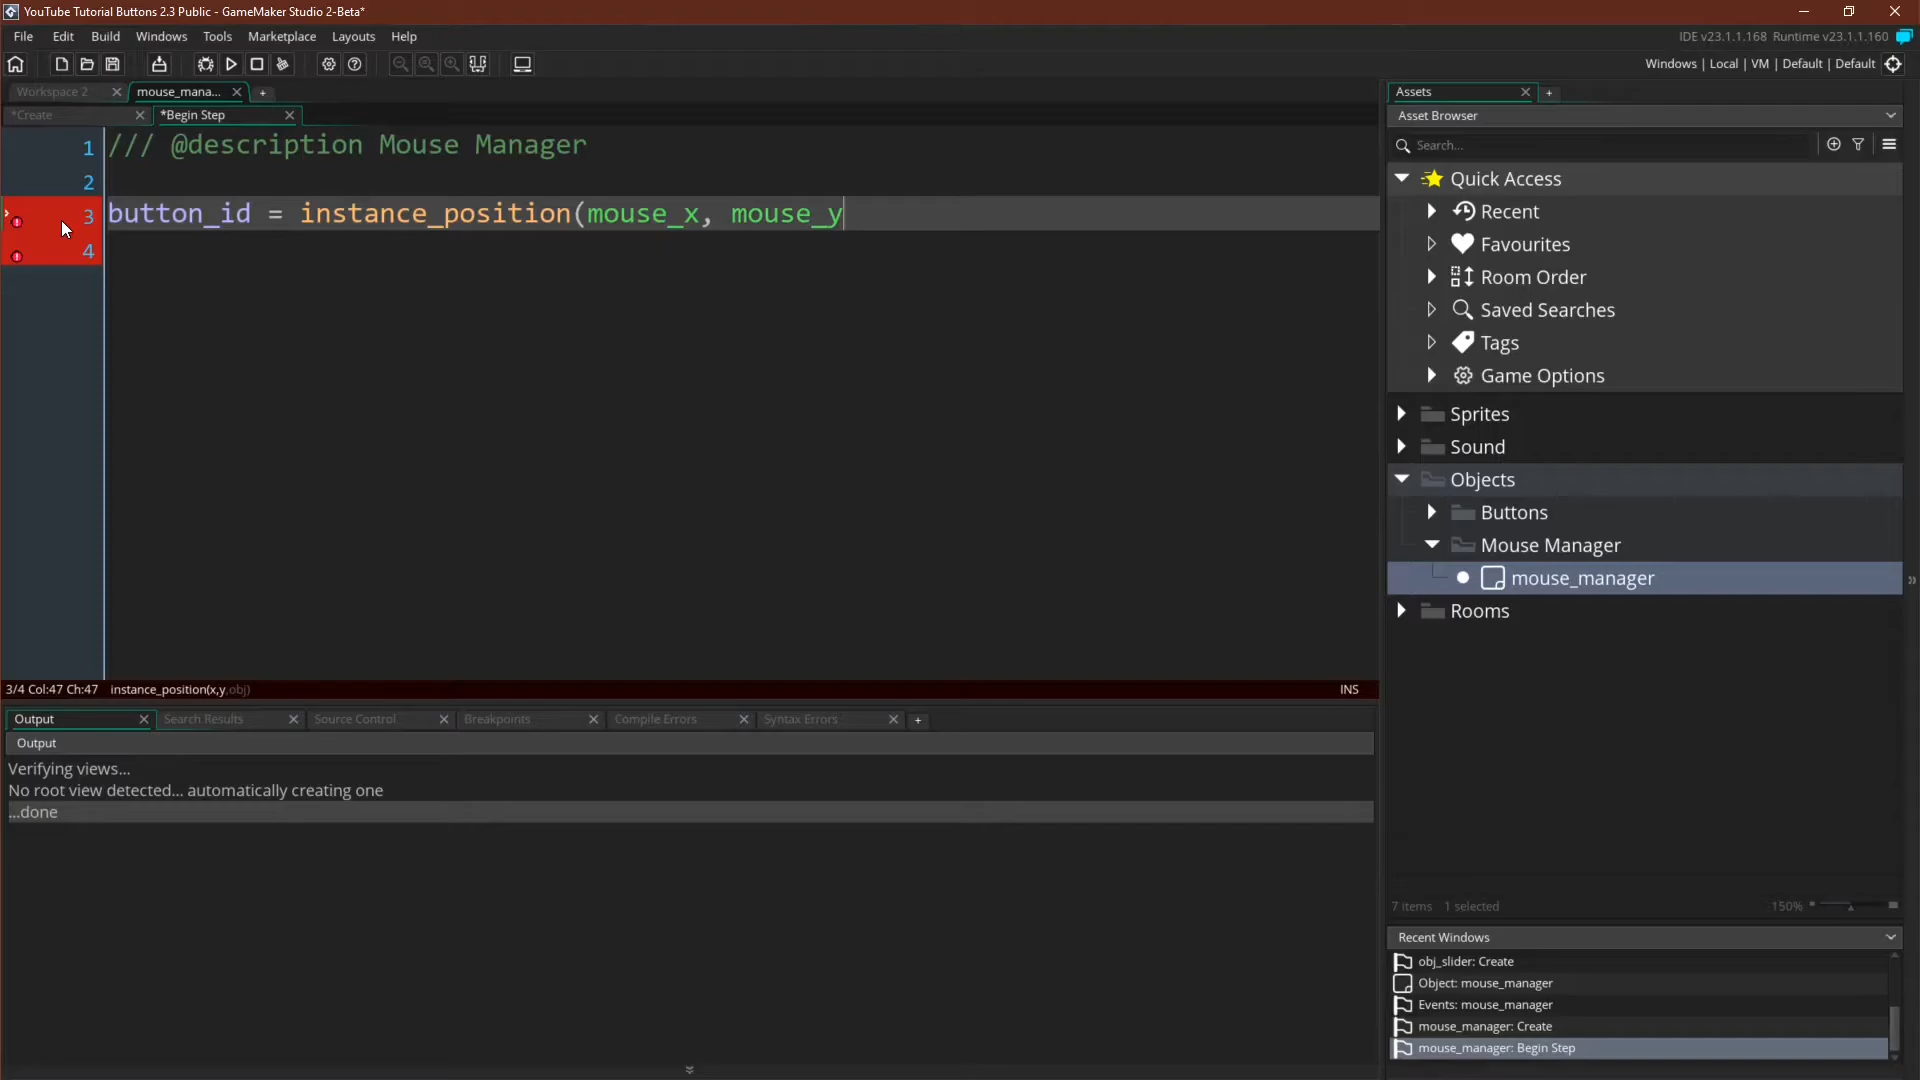 YouTube Tutorial Buttons 2.3 Public - GameMaker Studio 2-Beta*
File Edit Build Windows Tools Marketplace Layouts Help
IDE v23.1.1.168 Runtime v23.1.1.160
Windows | Local | VM | Default | Default
Workspace 2 mouse_mana... +
*Create *Begin Step
1 /// @description Mouse Manager
2
3 button_id = instance_position(mouse_x, mouse_y
4
3/4 Col:47 Ch:47 instance_position(x,y,obj) INS
Output Search Results Source Control Breakpoints Compile Errors Syntax Errors +
Output
Verifying views...
No root view detected... automatically creating one
...done
Assets +
Asset Browser
Search...
Quick Access
Recent
Favourites
Room Order
Saved Searches
Tags
Game Options
Sprites
Sound
Objects
Buttons
Mouse Manager
mouse_manager
Rooms
7 items 1 selected 150%
Recent Windows
obj_slider: Create
Object: mouse_manager
Events: mouse_manager
mouse_manager: Create
mouse_manager: Begin Step